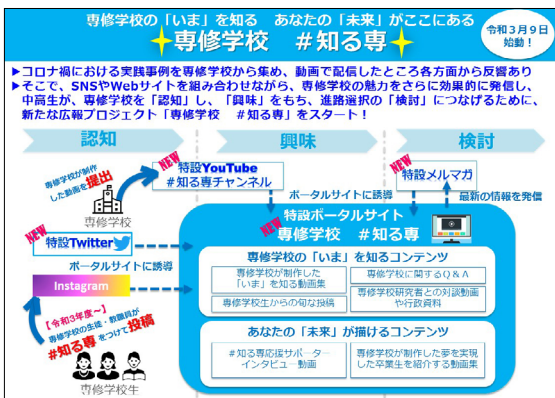 専修学校の「いま」を知る　あなたの「未来」がここにある
専修学校　＃知る専
令和３月９日
始動！
▶コロナ禍における実践事例を専修学校から集め、動画で配信したところ各方面から反響あり
▶そこで、SNSやWebサイトを組み合わせながら、専修学校の魅力をさらに効果的に発信し、
中高生が、専修学校を「認知」し、「興味」をもち、進路選択の「検討」につなげるために、
新たな広報プロジェクト「専修学校　＃知る専」をスタート！
認知
興味
検討
専修学校が制作
した動画を提出
専修学校
NEW
特設YouTube
＃知る専チャンネル
ポータルサイトに誘導
NEW
特設メルマガ
最新の情報を発信
NEW
特設Twitter
ポータルサイトに誘導
Instagram
【令和3年度～】
専修学校の生徒・教職員が
＃知る専をつけて投稿
専修学校生
NEW
特設ポータルサイト
専修学校　＃知る専
専修学校の「いま」を知るコンテンツ
専修学校が制作した
「いま」を知る動画集
専修学校に関するＱ＆Ａ
専修学校生からの旬な投稿
専修学校研究者との対談動画
や行政資料
あなたの「未来」が描けるコンテンツ
＃知る専応援サポーター
インタビュー動画
専修学校が制作した夢を実現
した卒業生を紹介する動画集